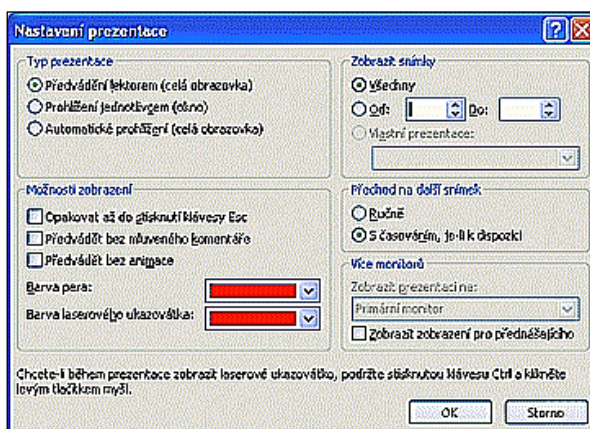 Nastavení prezentace
Typ prezentace
Předvádění lektorem (celá obrazovka)
Prohlížení jednotlivcem (okno)
Automatické prohlížení (celá obrazovka)
Možnosti zobrazení
Opakovat až do stisknutí klávesy Esc
Předvádět bez mluveného komentáře
Předvádět bez animace
Barva pera:
Barva laserového ukazovátka:
Zobrazit snímky
Všechny
Od: Do:
Vlastní prezentace:
Přechod na další snímek
Ručně
S časováním, je-li k dispozici
Více monitorů
Zobrazit prezentaci na:
Primární monitor
Zobrazit zobrazení pro přednášejícího
Chcete-li během prezentace zobrazit laserové ukazovátko, podržte stisknutou klávesu Ctrl a klikněte
levým tlačítkem myši.
OK Storno